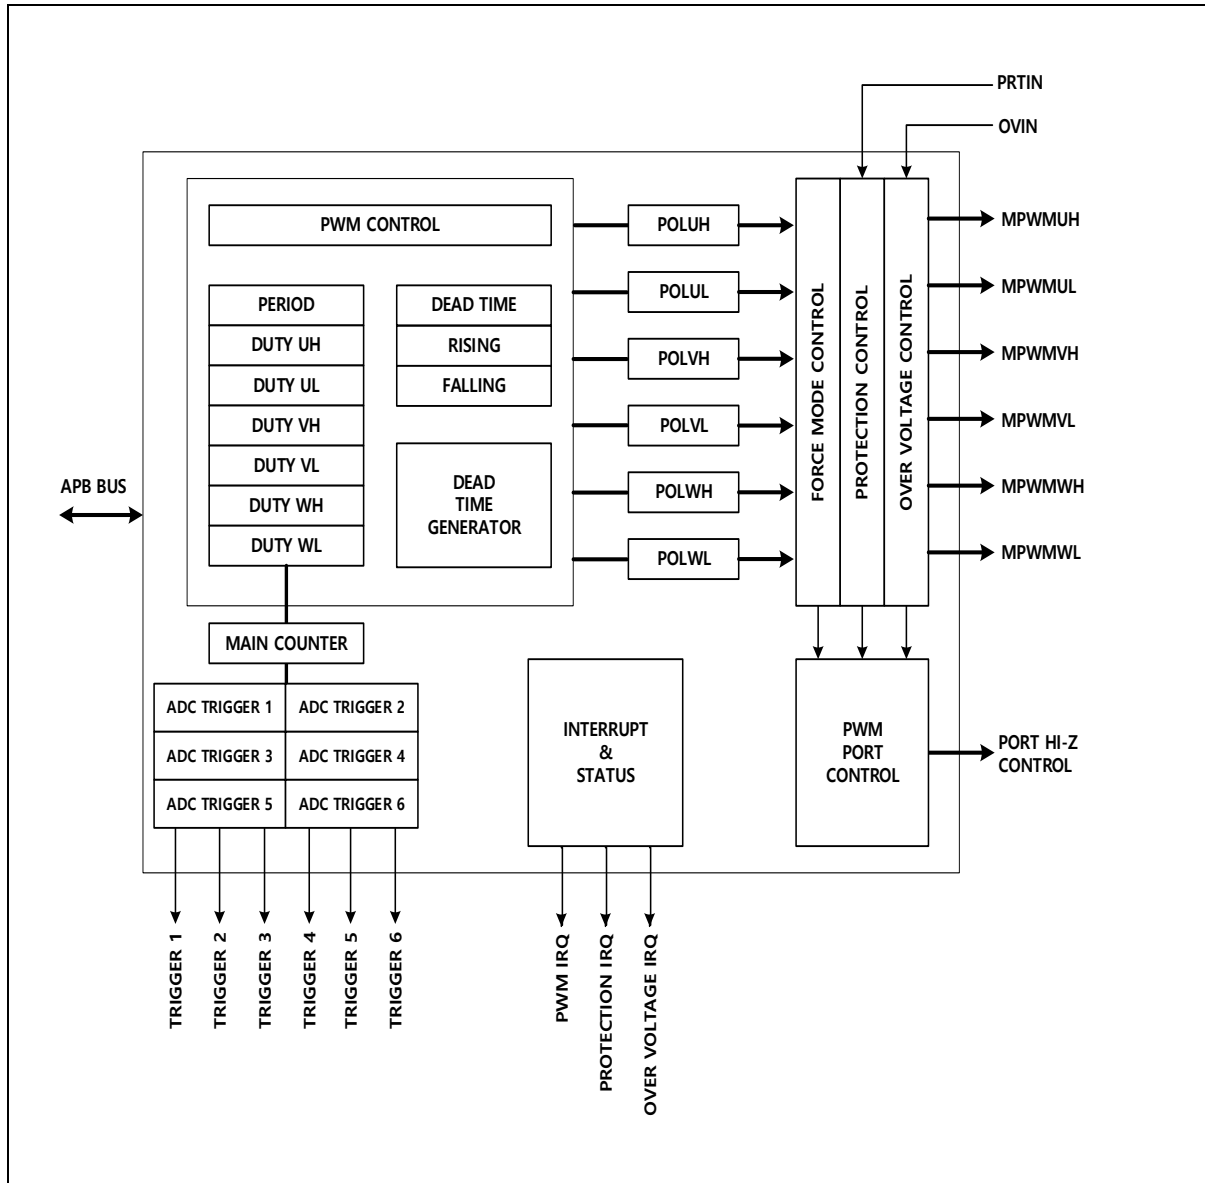 PRTIN
OVIN
PWM CONTROL
PERIOD
DUTY UH
DUTY UL
DUTY VH
DUTY VL
DUTY WH
DUTY WL
DEAD TIME
RISING
FALLING
DEAD
TIME
GENERATOR
POLUH
POLUL
POLVH
POLVL
POLWH
POLWL
FORCE MODE CONTROL
PROTECTION CONTROL
OVER VOLTAGE CONTROL
MPWMUH
MPWMUL
MPWMVH
MPWMVL
MPWMWH
MPWMWL
APB BUS
MAIN COUNTER
ADC TRIGGER 1
ADC TRIGGER 2
ADC TRIGGER 3
ADC TRIGGER 4
ADC TRIGGER 5
ADC TRIGGER 6
INTERRUPT
&
STATUS
PWM
PORT
CONTROL
PORT HI-Z
CONTROL
TRIGGER 1
TRIGGER 2
TRIGGER 3
TRIGGER 4
TRIGGER 5
TRIGGER 6
PWM IRQ
PROTECTION IRQ
OVER VOLTAGE IRQ